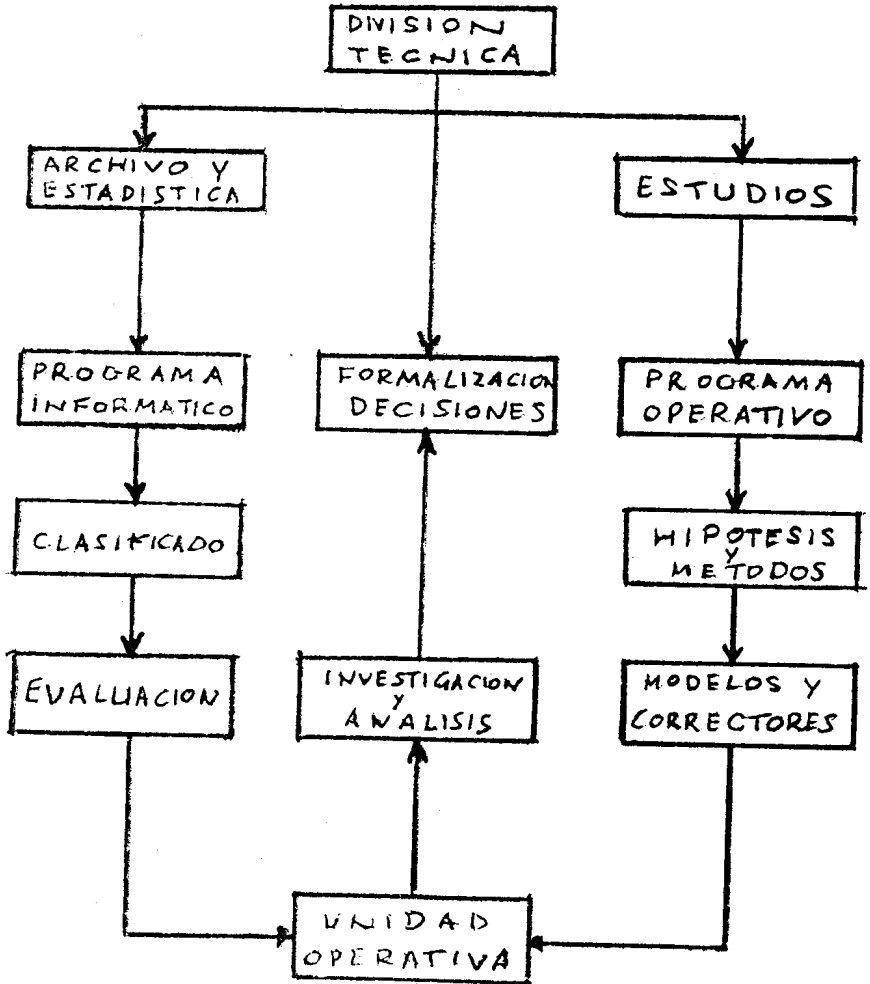 DIVISION
TECNICA
ARCHIVO Y
ESTADISTICA
ESTUDIOS
PROGRAMA
INFORMATICO
FORMALIZACION
DECISIONES
PROGRAMA
OPERATIVO
CLASIFICADO
HIPOTESIS
Y
METODOS
EVALUACION
INVESTIGACION
Y
ANALISIS
MODELOS Y
CORRECTORES
UNIDAD
OPERATIVA